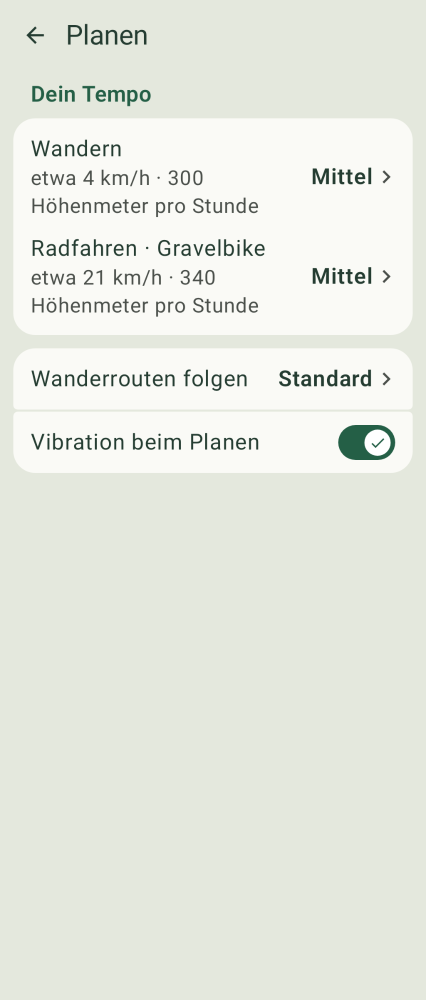 Planen
Dein Tempo
Wandern
etwa 4 km/h · 300
Höhenmeter pro Stunde
Mittel
Radfahren · Gravelbike
etwa 21 km/h · 340
Höhenmeter pro Stunde
Mittel
Wanderrouten folgen Standard
Vibration beim Planen